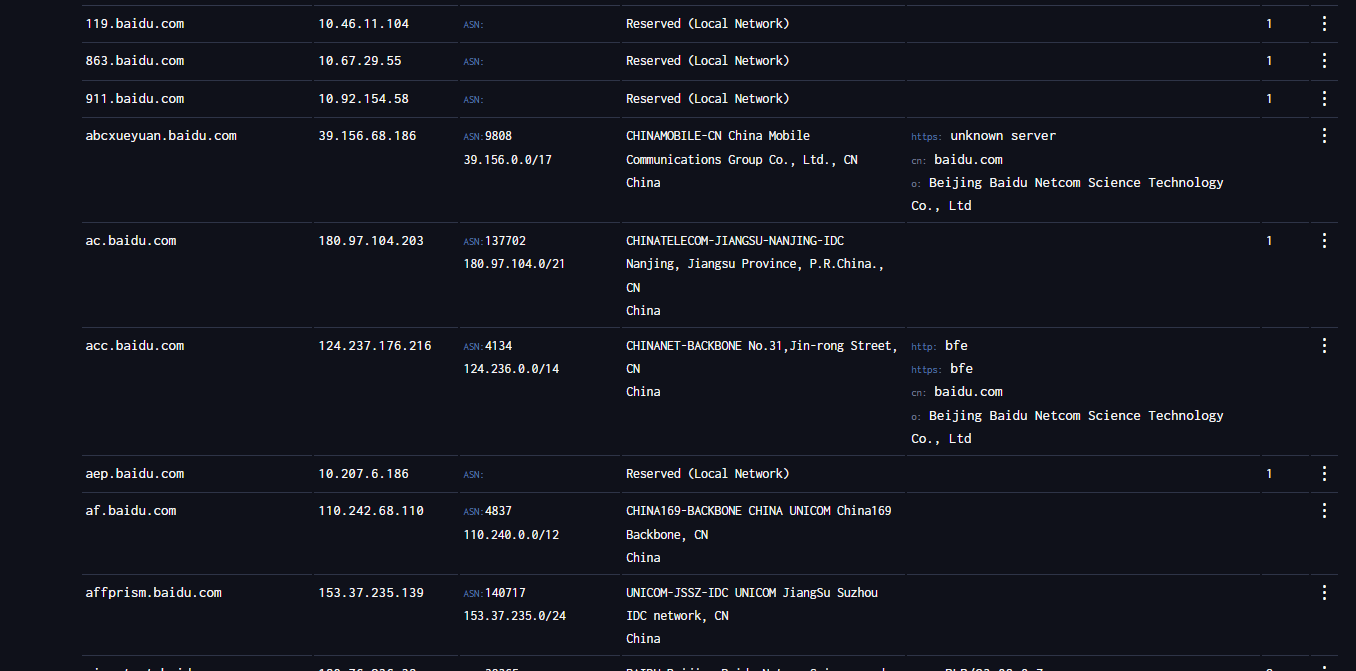 119.baidu.com 10.46.11.104 ASN: Reserved (Local Network) 1
863.baidu.com 10.67.29.55 ASN: Reserved (Local Network) 1
911.baidu.com 10.92.154.58 ASN: Reserved (Local Network) 1
abcxueyuan.baidu.com 39.156.68.186 ASN:9808 CHINAMOBILE-CN China Mobile https: unknown server
39.156.0.0/17 Communications Group Co., Ltd., CN cn: baidu.com
China o: Beijing Baidu Netcom Science Technology
Co., Ltd
ac.baidu.com 180.97.104.203 ASN:137702 CHINATELECOM-JIANGSU-NANJING-IDC 1
180.97.104.0/21 Nanjing, Jiangsu Province, P.R.China.,
CN
China
acc.baidu.com 124.237.176.216 ASN:4134 CHINANET-BACKBONE No.31,Jin-rong Street, http: bfe
124.236.0.0/14 CN https: bfe
China cn: baidu.com
o: Beijing Baidu Netcom Science Technology
Co., Ltd
aep.baidu.com 10.207.6.186 ASN: Reserved (Local Network) 1
af.baidu.com 110.242.68.110 ASN:4837 CHINA169-BACKBONE CHINA UNICOM China169
110.240.0.0/12 Backbone, CN
China
affprism.baidu.com 153.37.235.139 ASN:140717 UNICOM-JSSZ-IDC UNICOM JiangSu Suzhou
153.37.235.0/24 IDC network, CN
China